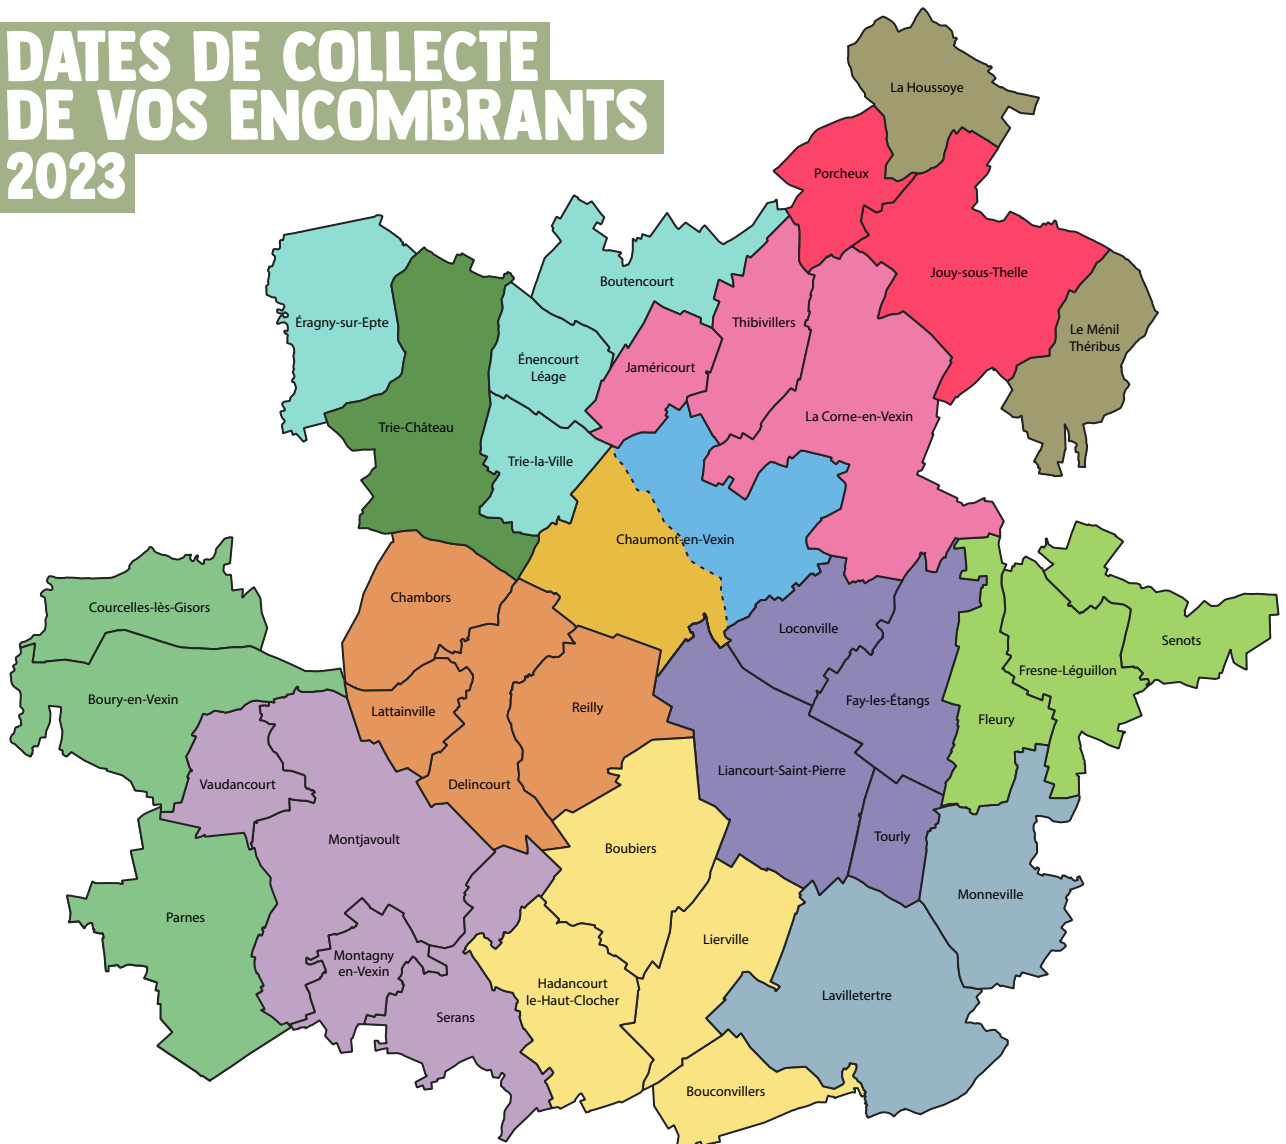 DATES DE COLLECTE
DE VOS ENCOMBRANTS
2023
La Houssoye
Porcheux
Jouy-sous-Thelle
Boutencourt
Éragny-sur-Epte
Thibivillers
Le Ménil
Théribus
Énencourt
Léage
Jaméricourt
La Corne-en-Vexin
Trie-Château
Trie-la-Ville
Chaumont-en-Vexin
Chambors
Courcelles-lès-Gisors
Loconville
Senots
Fresne-Léguillon
Boury-en-Vexin
Fay-les-Étangs
Lattainville
Reilly
Fleury
Liancourt-Saint-Pierre
Vaudancourt
Delincourt
Montjavoult
Tourly
Boubiers
Monneville
Parnes
Lierville
Montagny
en-Vexin
Hadancourt
le-Haut-Clocher
Lavilletertre
Serans
Bouconvillers